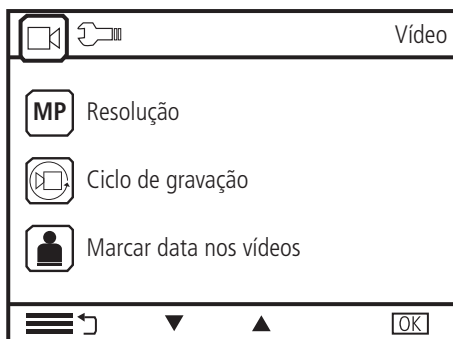 Vídeo
MP Resolução
Ciclo de gravação
Marcar data nos vídeos
OK